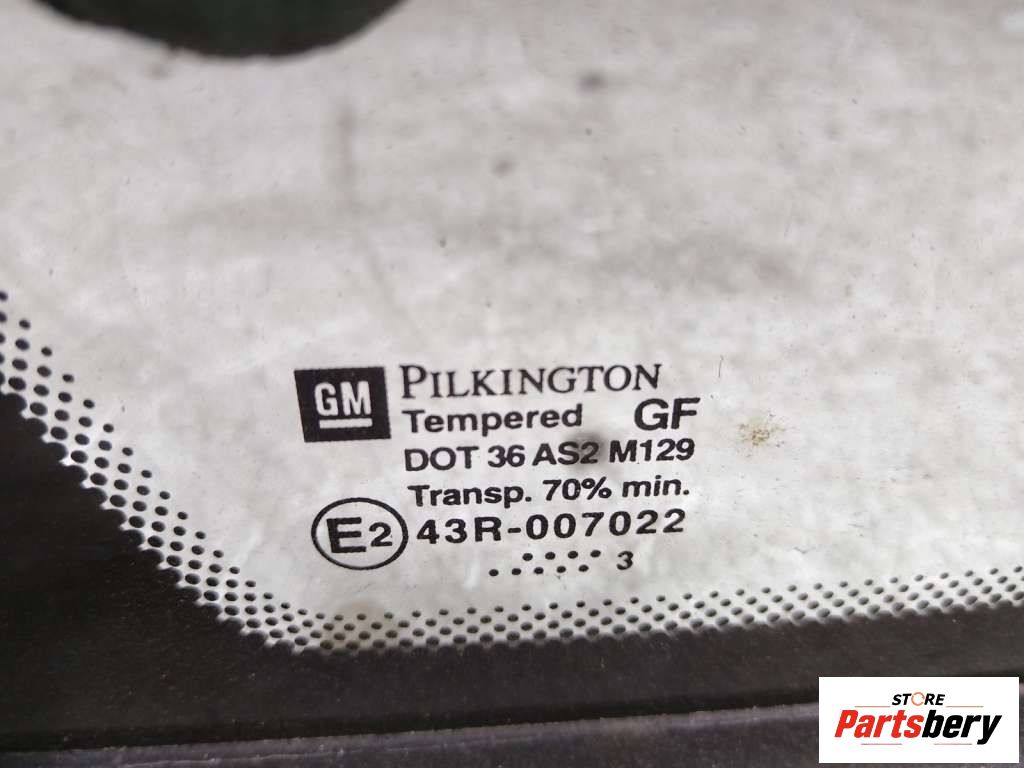 GM PILKINGTON
Tempered GF
DOT 36 AS2 M129
Transp. 70% min.
E2 43R-007022
3
STORE
Partsbery